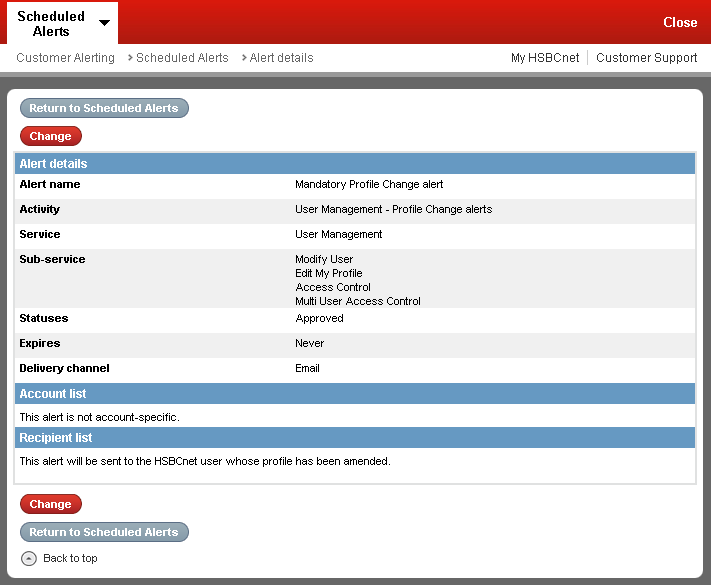 Scheduled
Alerts
Close
Customer Alerting > Scheduled Alerts > Alert details
My HSBCnet | Customer Support
Return to Scheduled Alerts
Change
Alert details
Alert name Mandatory Profile Change alert
Activity User Management - Profile Change alerts
Service User Management
Sub-service Modify User
Edit My Profile
Access Control
Multi User Access Control
Statuses Approved
Expires Never
Delivery channel Email
Account list
This alert is not account-specific.
Recipient list
This alert will be sent to the HSBCnet user whose profile has been amended.
Change
Return to Scheduled Alerts
Back to top